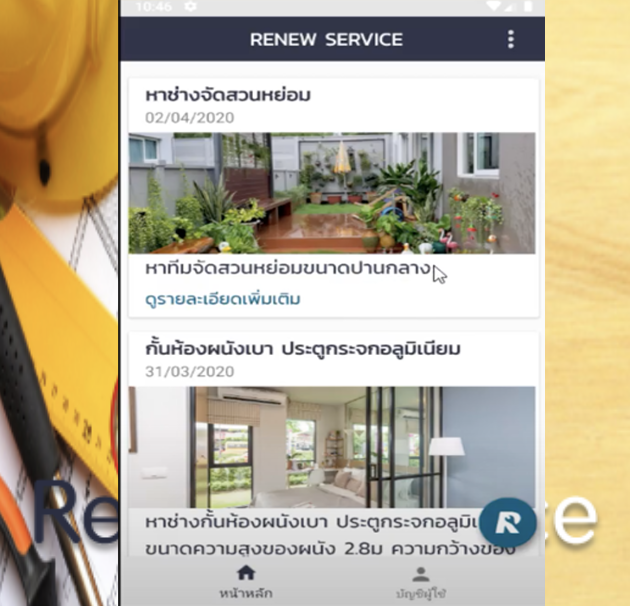 10:46
RENEW SERVICE
หาช่างจัดสวนหย่อม
02/04/2020
หาทีมจัดสวนหย่อมขนาดปานกลาง
ดูรายละเอียดเพิ่มเติม
กั้นห้องผนังเบา ประตูกระจกอลูมิเนียม
31/03/2020
หาช่างกั้นห้องผนังเบา ประตูกระจกอลูมิ
ขนาดความสูงของผนัง 2.8ม ความกว้างของ
R
Re
e
หน้าหลัก
บัญชีผู้ใช้